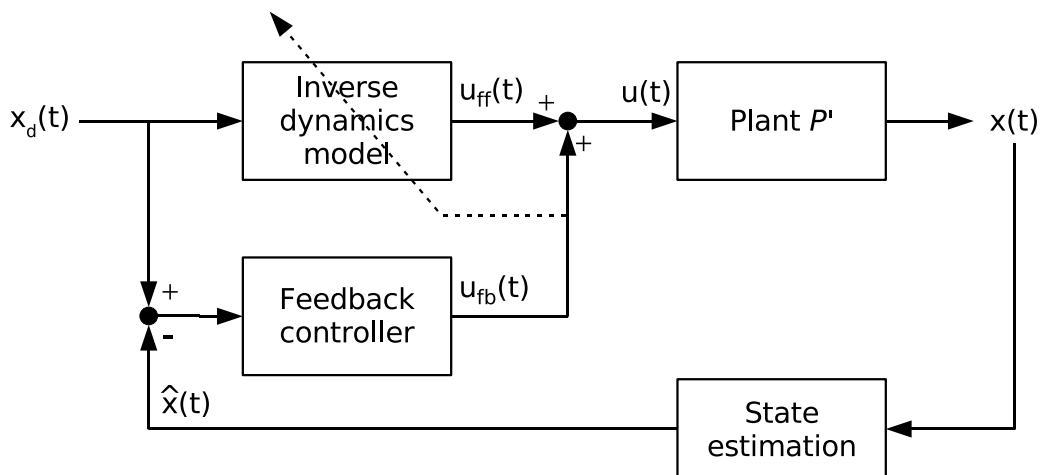 x_d(t)
Inverse
dynamics
model
u_ff(t)
+
+
u(t)
Plant P'
x(t)
+
-
Feedback
controller
u_fb(t)
x̂(t)
State
estimation